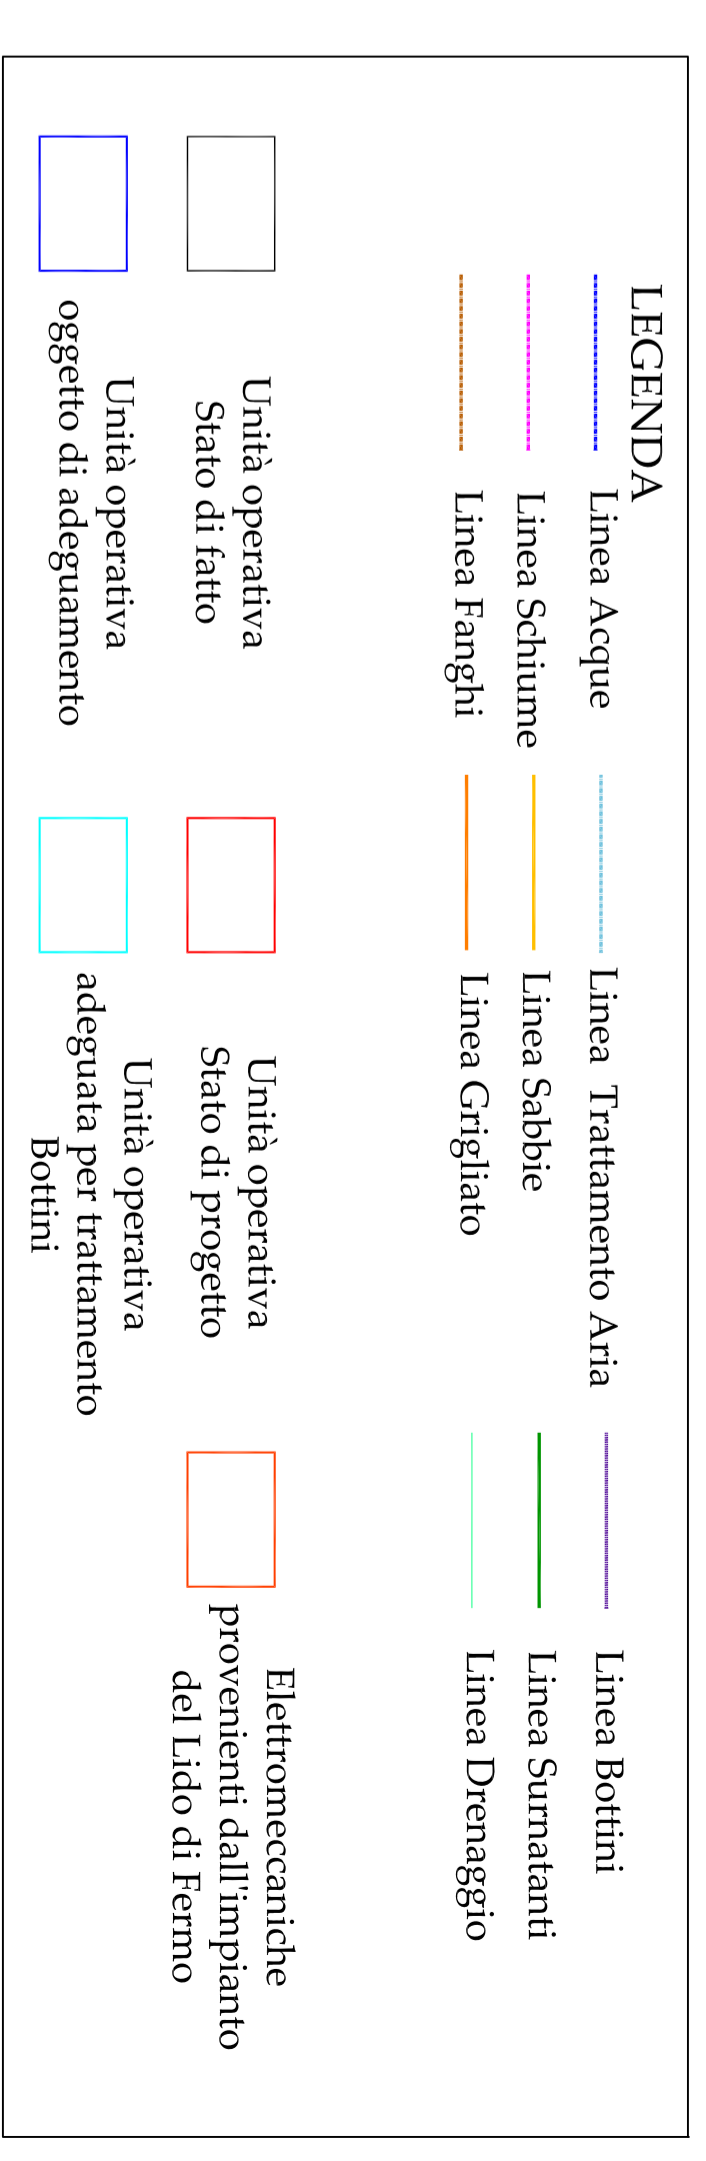 LEGENDA
Linea Acque
Linea  Trattamento Aria
Linea Bottini
Linea Schiume
Linea Sabbie
Linea Surnatanti
Linea Fanghi
Linea Grigliato
Linea Drenaggio
Unità operativa
Stato di fatto
Unità operativa
Stato di progetto
Elettromeccaniche
provenienti dall'impianto
del Lido di Fermo
Unità operativa
oggetto di adeguamento
Unità operativa
adeguata per trattamento
Bottini